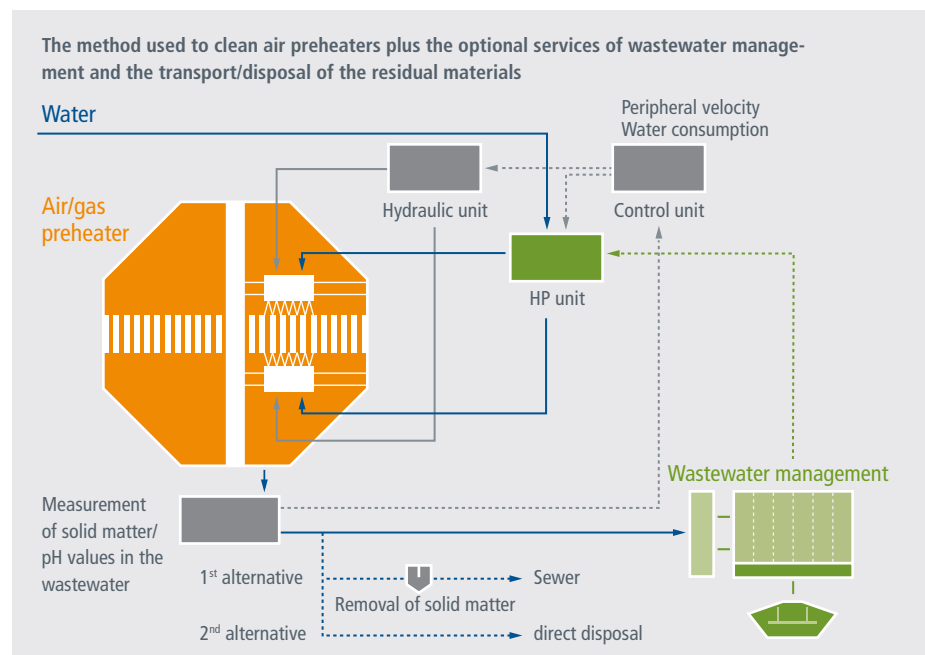 The method used to clean air preheaters plus the optional services of wastewater manage-
ment and the transport/disposal of the residual materials
Water
Peripheral velocity
Water consumption
Hydraulic unit
Control unit
Air/gas
preheater
HP unit
Wastewater management
Measurement
of solid matter/
pH values in the
wastewater
1st alternative
Sewer
Removal of solid matter
2nd alternative
direct disposal